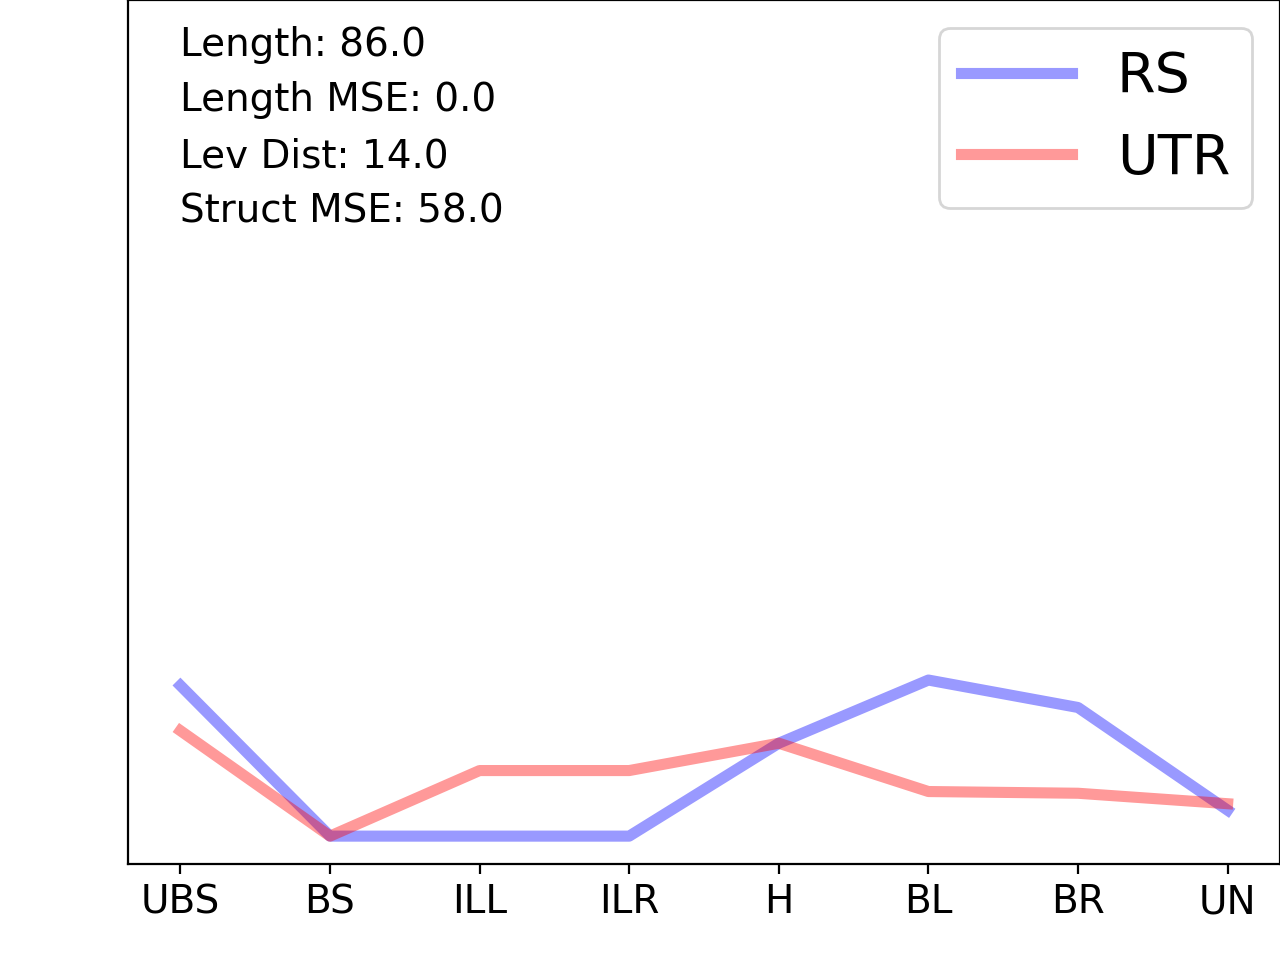 Length: 86.0
Length MSE: 0.0
Lev Dist: 14.0
Struct MSE: 58.0
RS
UTR
UBS BS ILL ILR H BL BR UN